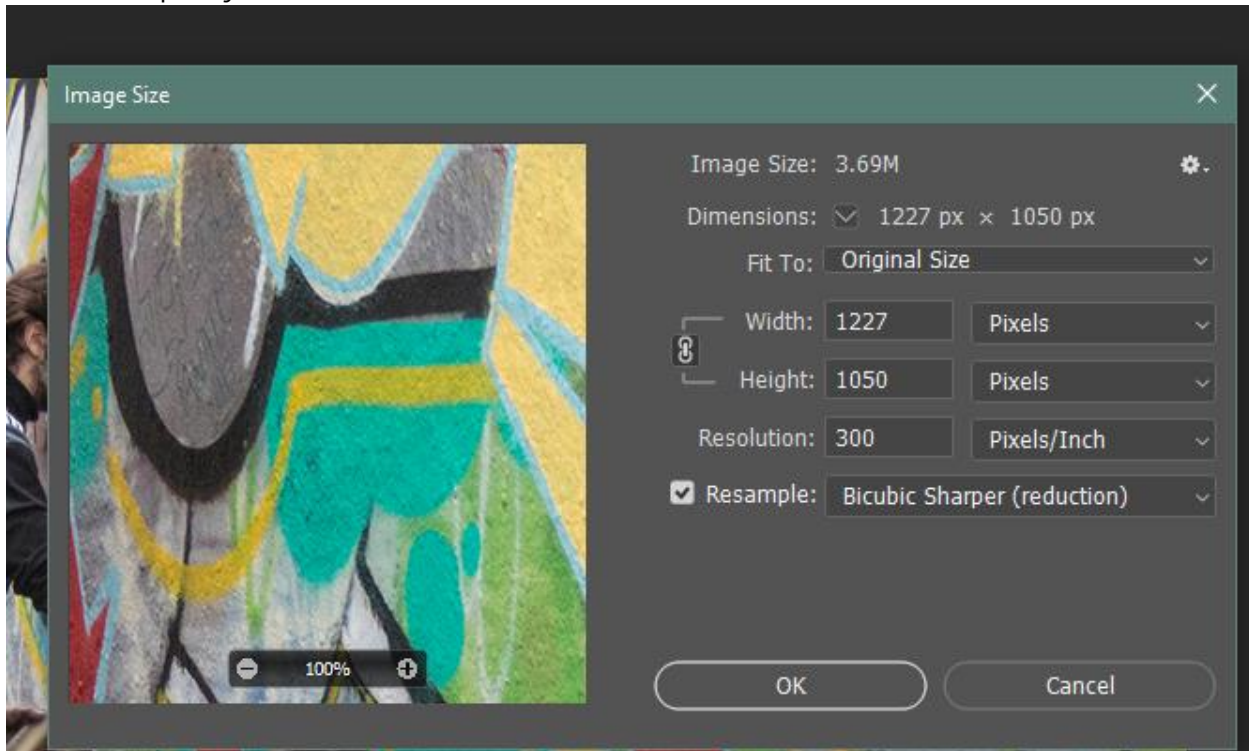 Image Size
Image Size: 3.69M
Dimensions: 1227 px × 1050 px
Fit To: Original Size
Width: 1227 Pixels
Height: 1050 Pixels
Resolution: 300 Pixels/Inch
Resample: Bicubic Sharper (reduction)
100%
OK Cancel